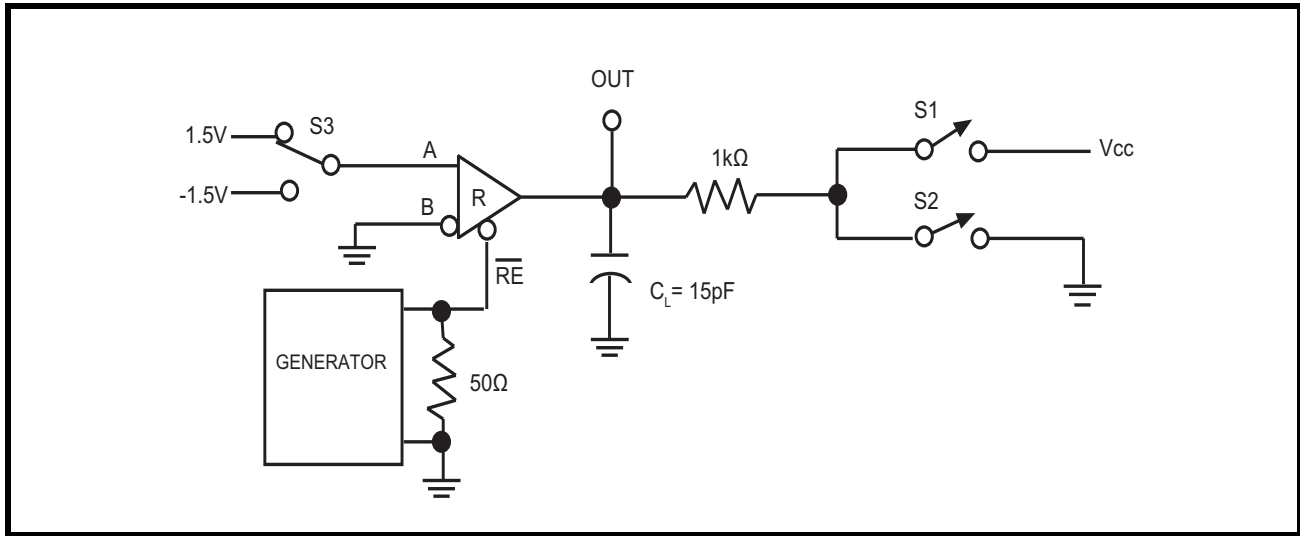 OUT
S1
1.5V
S3
A
1kΩ
Vcc
-1.5V
B
R
S2
RE
C_L= 15pF
GENERATOR
50Ω